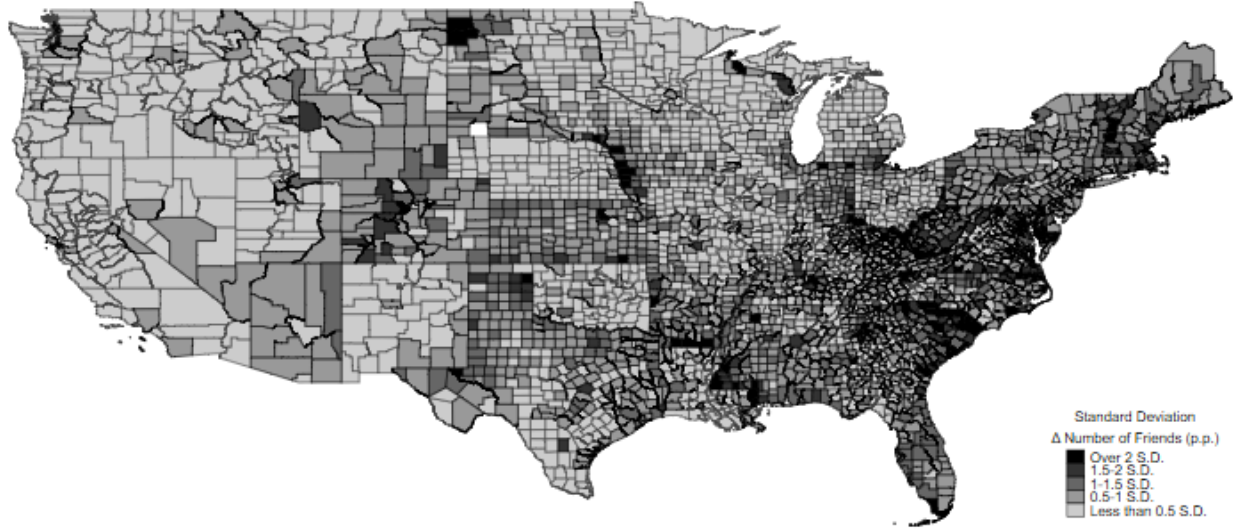 Standard Deviation
Δ Number of Friends (p.p.)
Over 2 S.D.
1.5-2 S.D.
1-1.5 S.D.
0.5-1 S.D.
Less than 0.5 S.D.